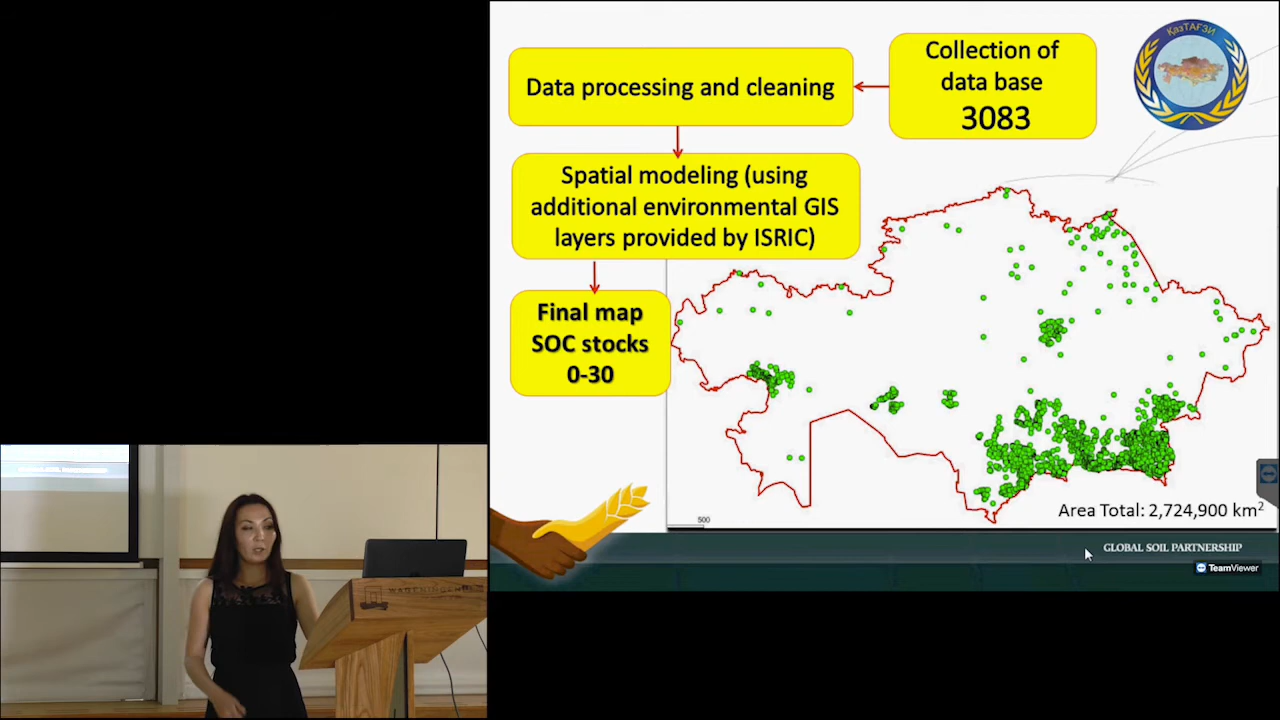 Data processing and cleaning
Collection of
data base
3083
ҚазТАҒЗИ
Spatial modeling (using
additional environmental GIS
layers provided by ISRIC)
Final map
SOC stocks
0-30
500
Area Total: 2,724,900 km²
GLOBAL SOIL PARTNERSHIP
TeamViewer